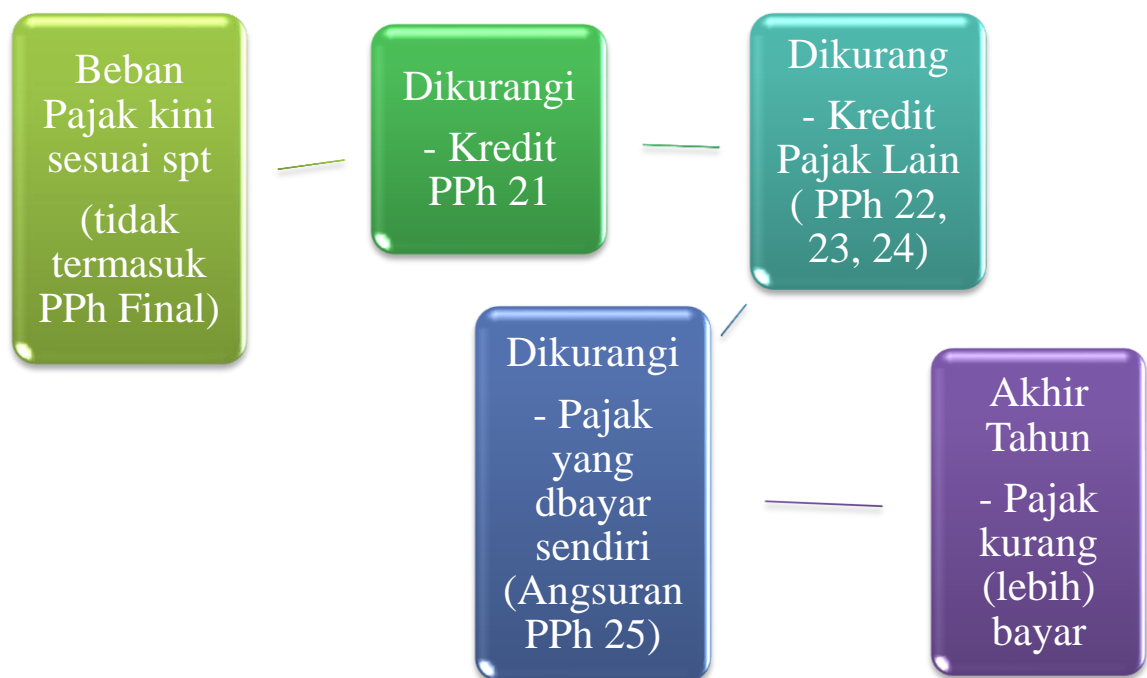 Beban
Pajak kini
sesuai spt
(tidak
termasuk
PPh Final)
Dikurangi
- Kredit
PPh 21
Dikurang
- Kredit
Pajak Lain
( PPh 22,
23, 24)
Dikurangi
- Pajak
yang
dbayar
sendiri
(Angsuran
PPh 25)
Akhir
Tahun
- Pajak
kurang
(lebih)
bayar